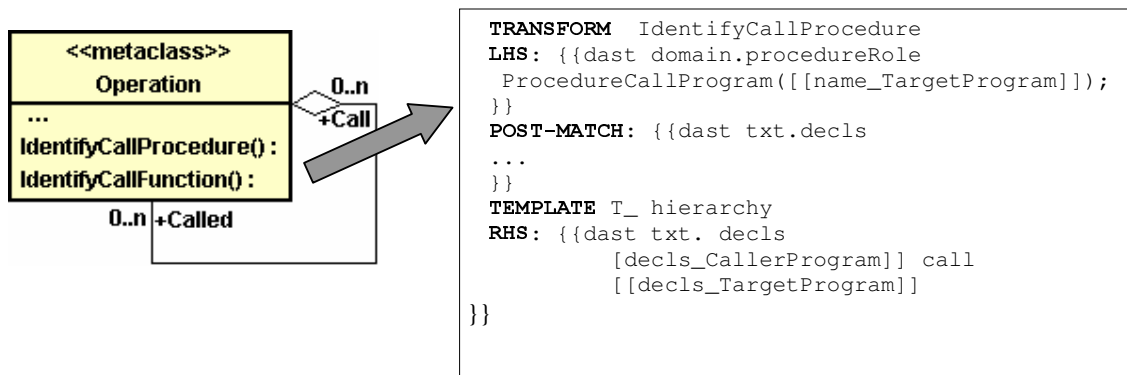 <<metaclass>>
Operation
...
IdentifyCallProcedure() :
IdentifyCallFunction() :
0..n
+Call
0..n +Called
TRANSFORM IdentifyCallProcedure
LHS: {{dast domain.procedureRole
ProcedureCallProgram([[name_TargetProgram]]);
}}
POST-MATCH: {{dast txt.decls
...
}}
TEMPLATE T_ hierarchy
RHS: {{dast txt. decls
[decls_CallerProgram]] call
[[decls_TargetProgram]]
}}